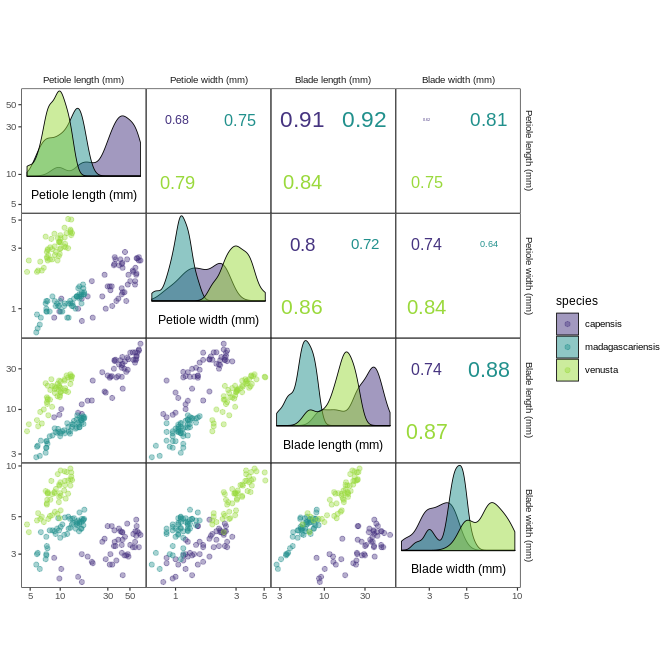 Petiole length (mm) Petiole width (mm) Blade length (mm) Blade width (mm)
50
30
10
5
0.68 0.75 0.79
0.91 0.92 0.84
0.81 0.75
Petiole length (mm)
Petiole length (mm)
5
3
1
0.8 0.72 0.86
0.74 0.64 0.84
Petiole width (mm)
Petiole width (mm)
30
10
3
0.74 0.88 0.87
Blade length (mm)
Blade length (mm)
10
5
3
Blade width (mm)
Blade width (mm)
5 10 30 50
1 3 5
3 10 30
3 5 10
species
capensis
madagascariensis
venusta